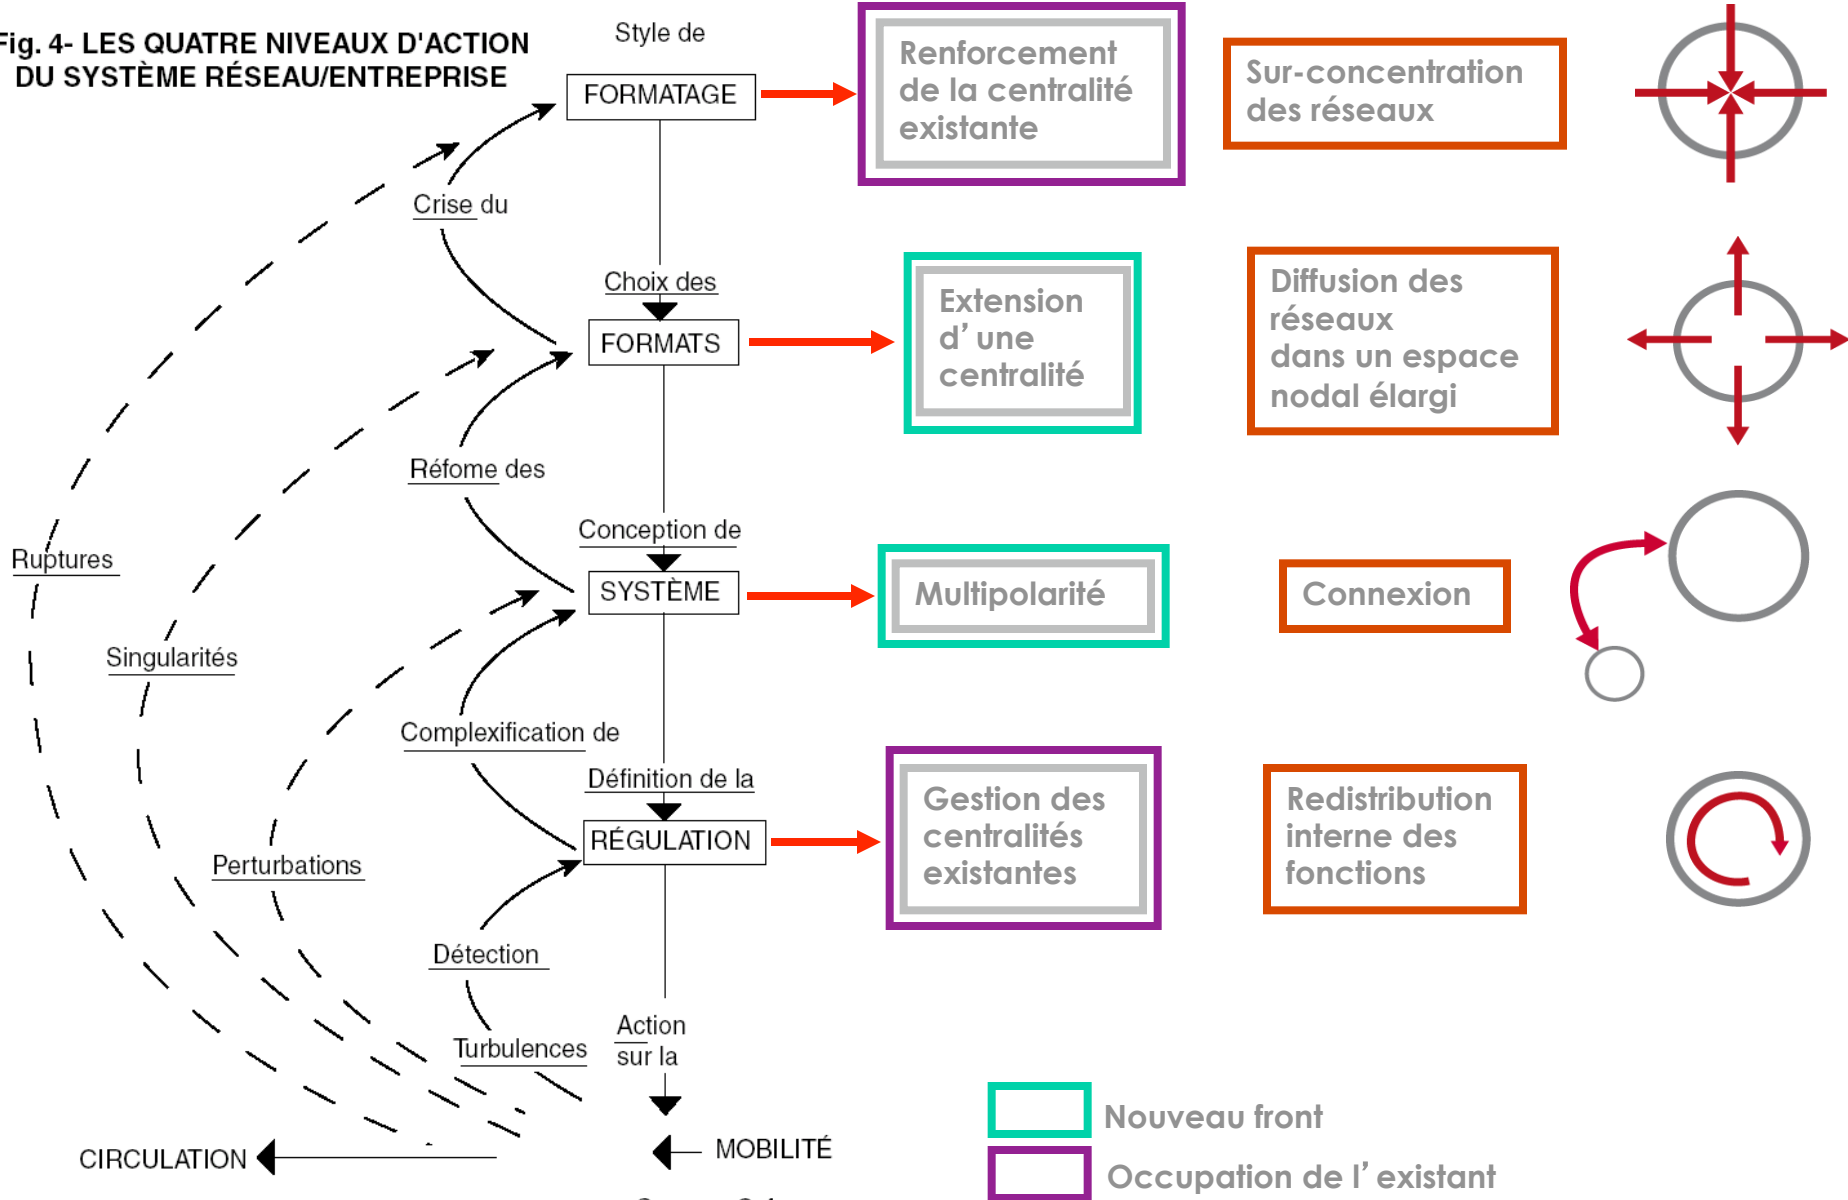 Fig. 4- LES QUATRE NIVEAUX D'ACTION
DU SYSTÈME RÉSEAU/ENTREPRISE
Style de
FORMATAGE
Renforcement
de la centralité
existante
Sur-concentration
des réseaux
Crise du
Choix des
FORMATS
Extension
d’une
centralité
Diffusion des
réseaux
dans un espace
nodal élargi
Réfome des
Conception de
SYSTÈME
Multipolarité
Connexion
Ruptures
Singularités
Complexification de
Définition de la
RÉGULATION
Gestion des
centralités
existantes
Redistribution
interne des
fonctions
Perturbations
Détection
Turbulences
Action
sur la
CIRCULATION
MOBILITÉ
Nouveau front
Occupation de l’existant